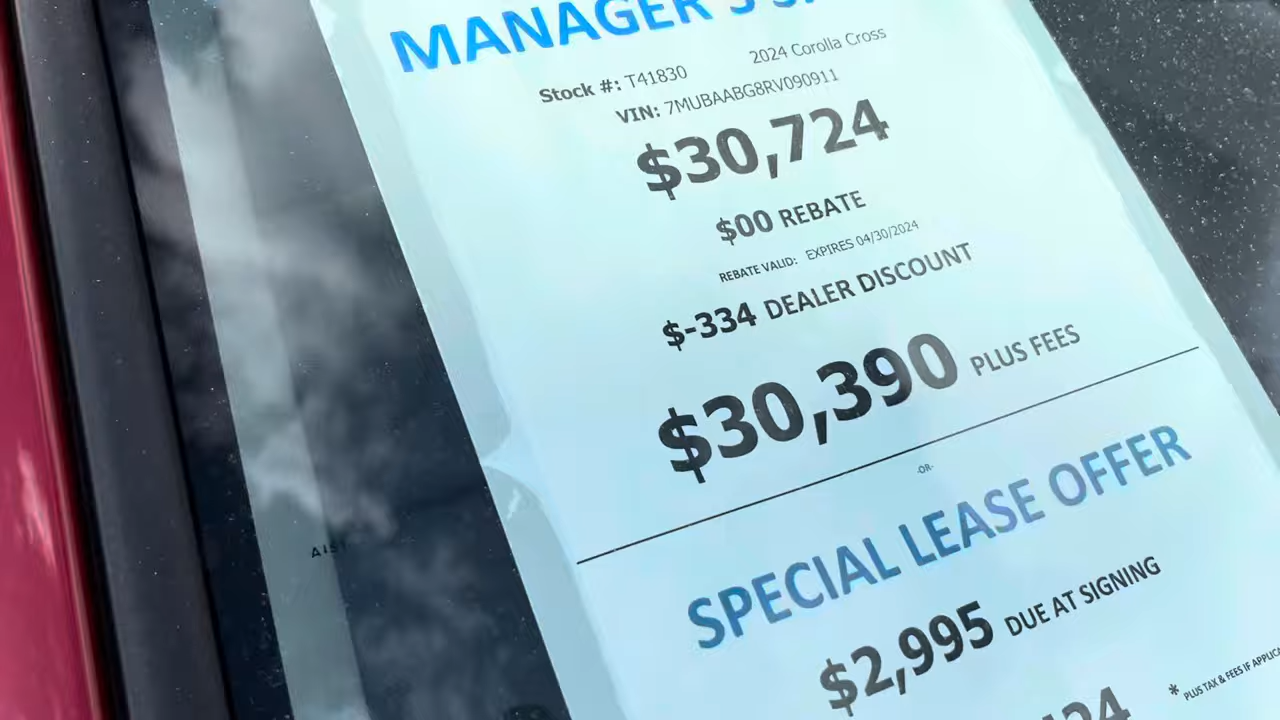 MANAGER'S
Stock #: T41830 2024 Corolla Cross
VIN: 7MUBAABG8RV090911
$30,724
$00 REBATE
REBATE VALID: EXPIRES 04/30/2024
$-334 DEALER DISCOUNT
$30,390 PLUS FEES
-OR-
SPECIAL LEASE OFFER
$2,995 DUE AT SIGNING
* PLUS TAX & FEES IF